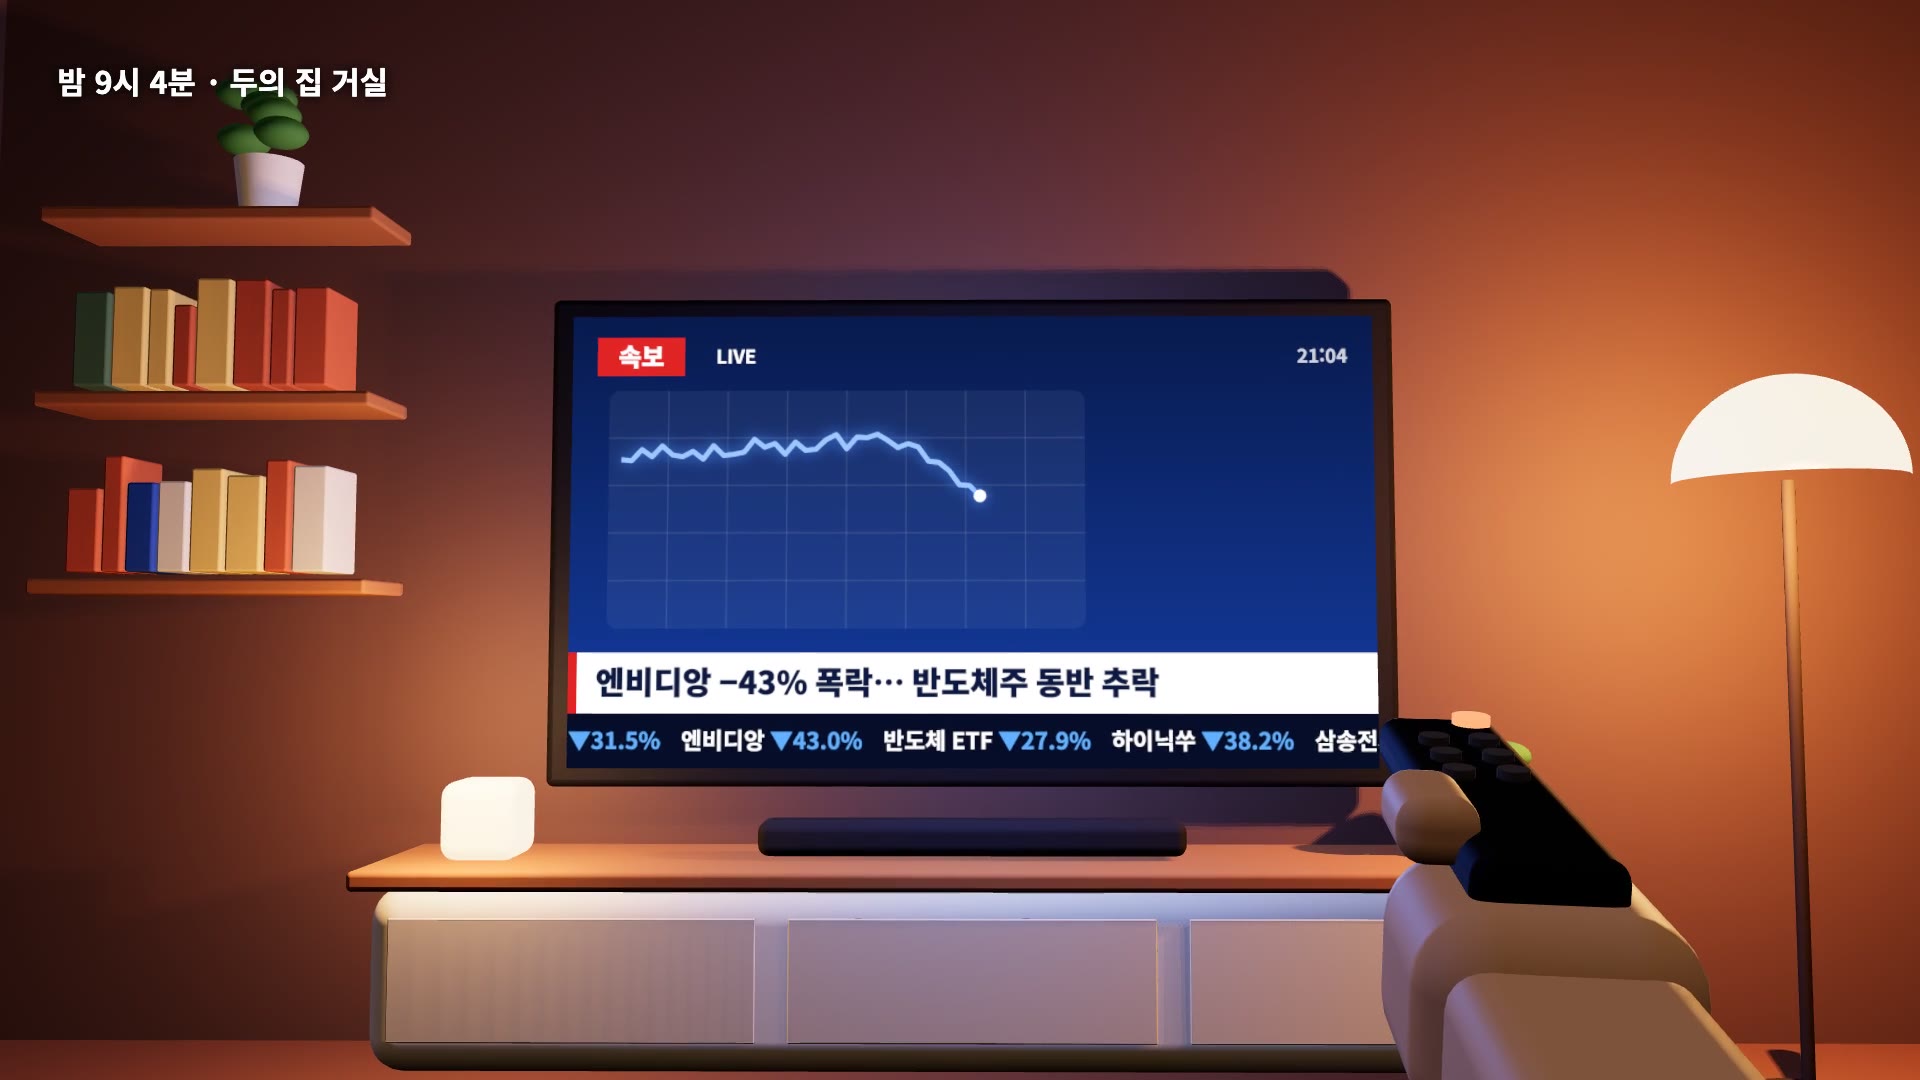 밤 9시 4분 · 두의 집 거실
속보 LIVE 21:04
엔비디앙 −43% 폭락··· 반도체주 동반 추락
▼31.5% 엔비디앙 ▼43.0% 반도체 ETF ▼27.9% 하이닉쑤 ▼38.2% 삼송전